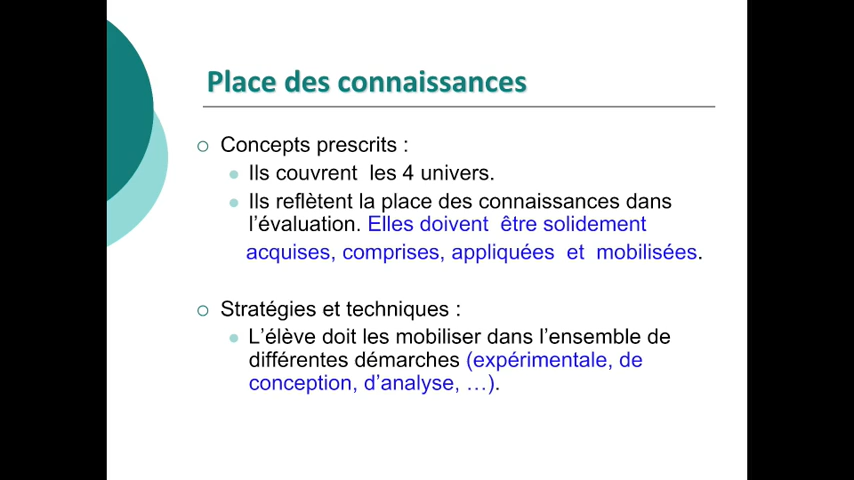 Place des connaissances
Concepts prescrits :
Ils couvrent les 4 univers.
Ils reflètent la place des connaissances dans
l’évaluation. Elles doivent être solidement
acquises, comprises, appliquées et mobilisées.
Stratégies et techniques :
L’élève doit les mobiliser dans l’ensemble de
différentes démarches (expérimentale, de
conception, d’analyse, …).